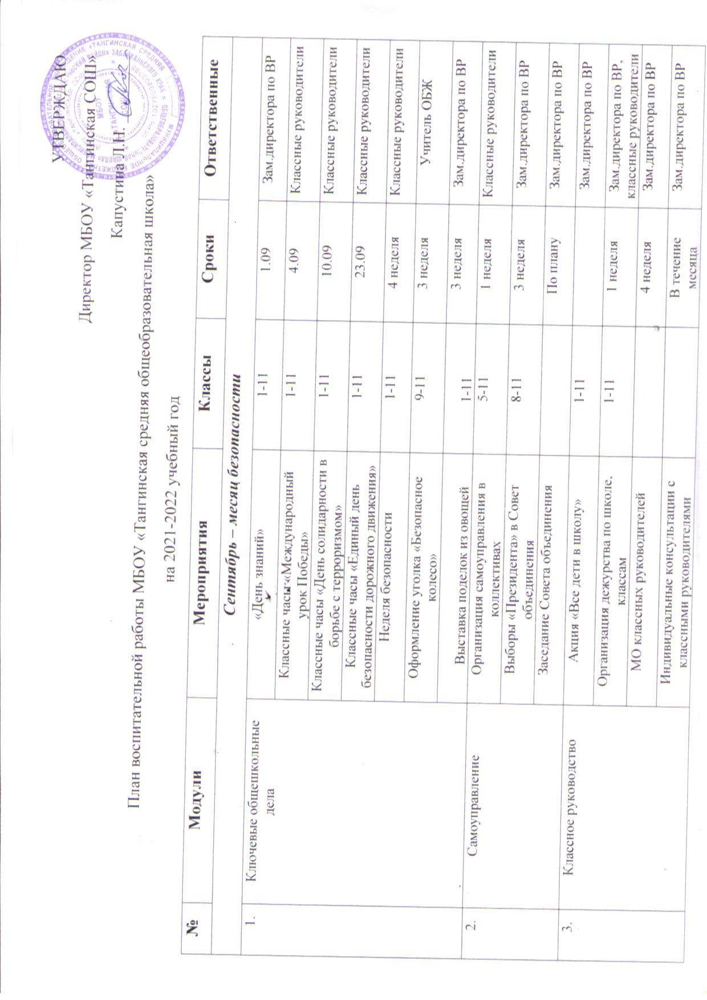 УТВЕРЖДАЮ
Директор МБОУ «Тангинская СОШ»
Капустина Л.Н.
План воспитательной работы МБОУ «Тангинская средняя общеобразовательная школа»
на 2021-2022 учебный год
№ Модули Мероприятия Классы Сроки Ответственные
Сентябрь – месяц безопасности
1. Ключевые общешкольные «День знаний» 1-11 1.09 Зам.директора по ВР
дела
Классные часы «Международный 1-11 4.09 Классные руководители
урок Победы»
Классные часы «День солидарности в 1-11 10.09 Классные руководители
борьбе с терроризмом»
Классные часы «Единый день 1-11 23.09 Классные руководители
безопасности дорожного движения»
Неделя безопасности 1-11 4 неделя Классные руководители
Оформление уголка «Безопасное 9-11 3 неделя Учитель ОБЖ
колесо»
Выставка поделок из овощей 1-11 3 неделя Зам.директора по ВР
2. Самоуправление Организация самоуправления в 5-11 1 неделя Классные руководители
коллективах
Выборы «Президента» в Совет 8-11 3 неделя Зам.директора по ВР
объединения
Заседание Совета объединения По плану Зам.директора по ВР
3. Классное руководство Акция «Все дети в школу» 1-11 Зам.директора по ВР
Организация дежурства по школе, 1-11 1 неделя Зам.директора по ВР,
классам классные руководители
МО классных руководителей 4 неделя Зам.директора по ВР
Индивидуальные консультации с В течение Зам.директора по ВР
классными руководителями месяца